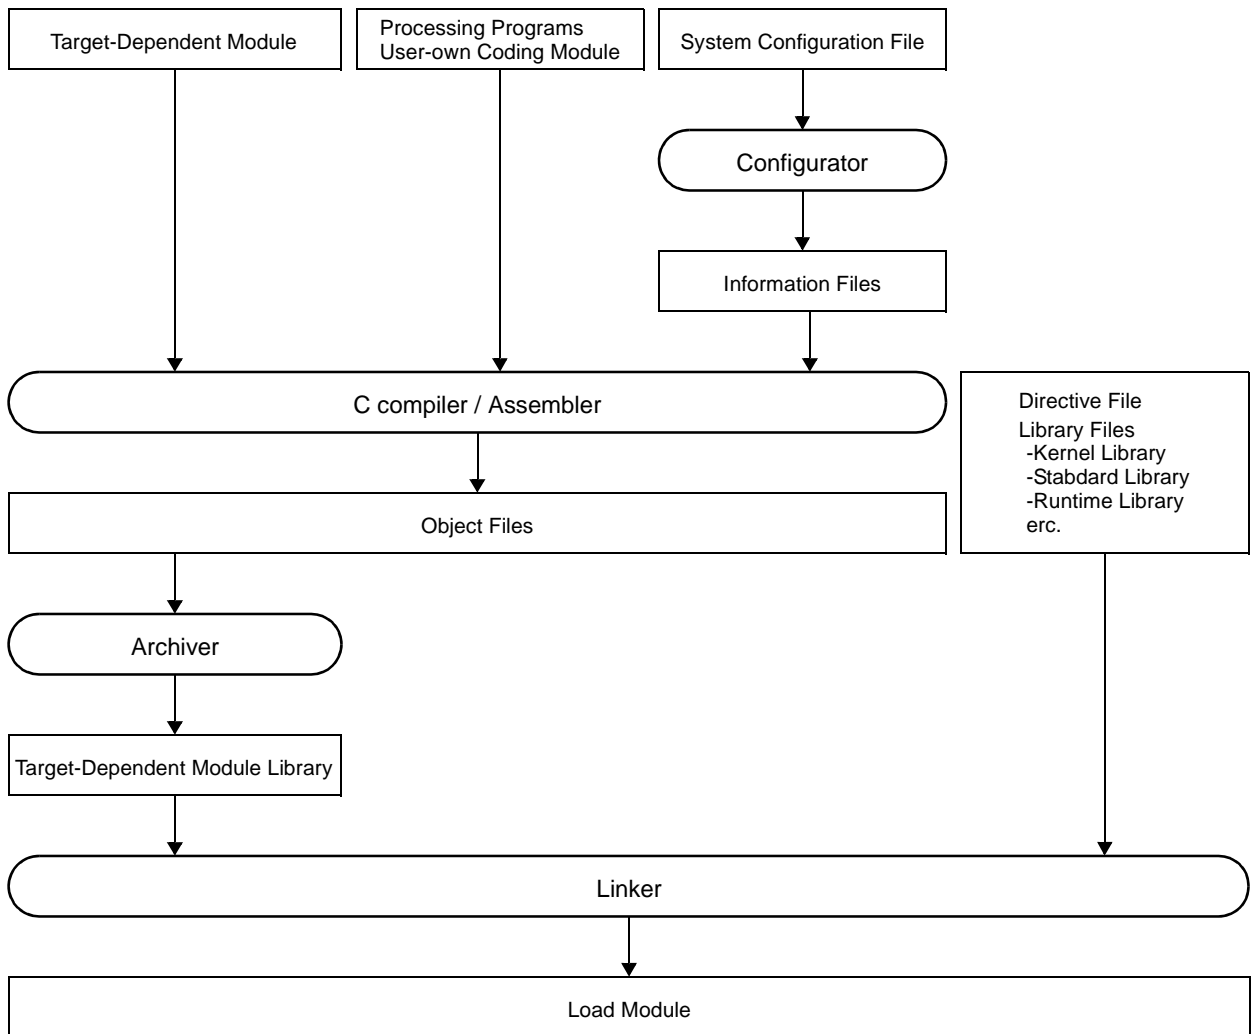 Target-Dependent Module
Processing Programs
User-own Coding Module
System Configuration File
Configurator
Information Files
C compiler / Assembler
Directive File
Library Files
-Kernel Library
-Stabdard Library
-Runtime Library
erc.
Object Files
Archiver
Target-Dependent Module Library
Linker
Load Module